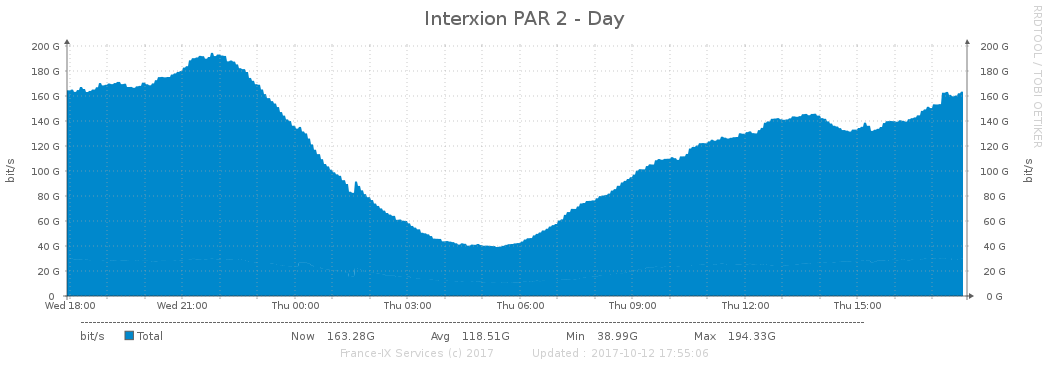 Interxion PAR 2 - Day
RRDTOOL / TOBI OETIKER
bit/s
200 G 200 G
180 G 180 G
160 G 160 G
140 G 140 G
120 G 120 G
100 G 100 G
80 G 80 G
60 G 60 G
40 G 40 G
20 G 20 G
0 0 G
bit/s
Wed 18:00 Wed 21:00 Thu 00:00 Thu 03:00 Thu 06:00 Thu 09:00 Thu 12:00 Thu 15:00
bit/s Total Now 163.28G Avg 118.51G Min 38.99G Max 194.33G
France-IX Services (c) 2017 Updated : 2017-10-12 17:55:06